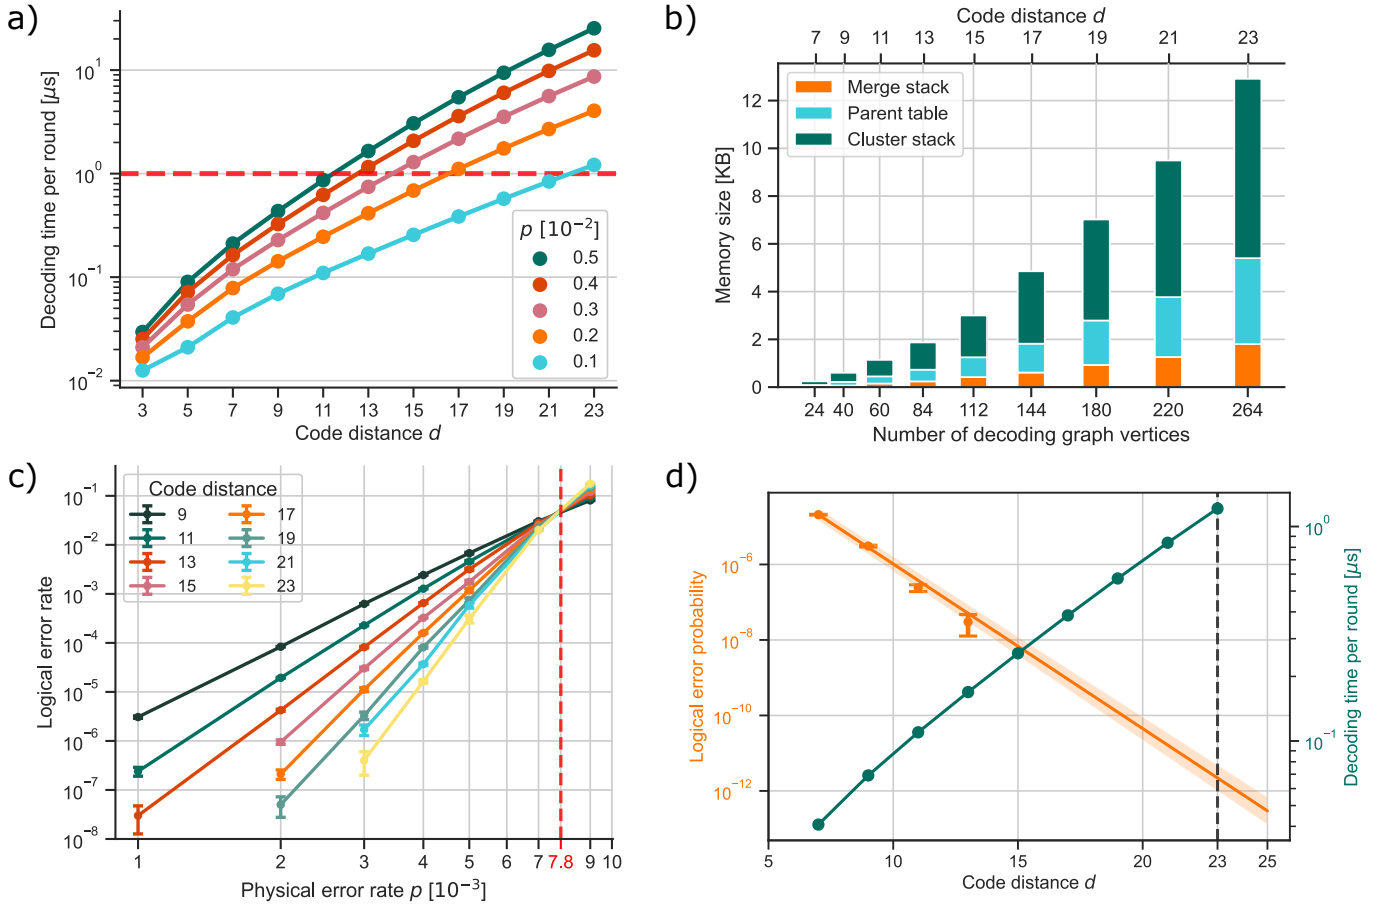 a)
Decoding time per round [μs]
10¹
10⁰
10⁻¹
10⁻²
p [10⁻²]
0.5
0.4
0.3
0.2
0.1
3 5 7 9 11 13 15 17 19 21 23
Code distance d
b)
Code distance d
7 9 11 13 15 17 19 21 23
Memory size [KB]
12
10
8
6
4
2
0
Merge stack
Parent table
Cluster stack
24 40 60 84 112 144 180 220 264
Number of decoding graph vertices
c)
Logical error rate
10⁻¹
10⁻²
10⁻³
10⁻⁴
10⁻⁵
10⁻⁶
10⁻⁷
10⁻⁸
Code distance
9 17
11 19
13 21
15 23
1 2 3 4 5 6 7 7.8 9 10
Physical error rate p [10⁻³]
d)
Logical error probability
10⁻⁶
10⁻⁸
10⁻¹⁰
10⁻¹²
10⁰
10⁻¹
Decoding time per round [μs]
5 10 15 20 23 25
Code distance d